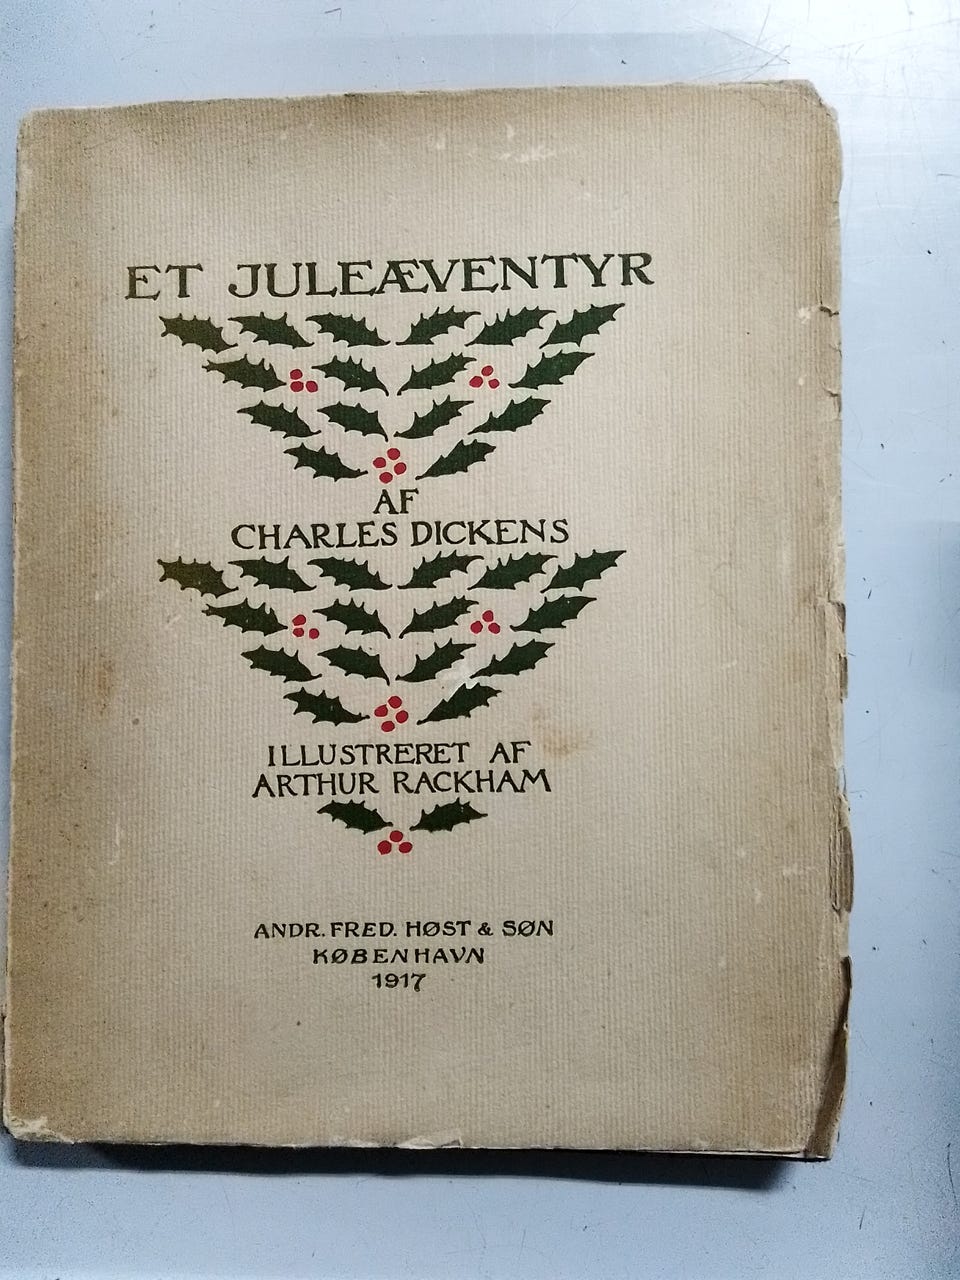 ET JULEÆVENTYR
AF
CHARLES DICKENS
ILLUSTRERET AF
ARTHUR RACKHAM
ANDR. FRED. HØST & SØN
KØBENHAVN
1917